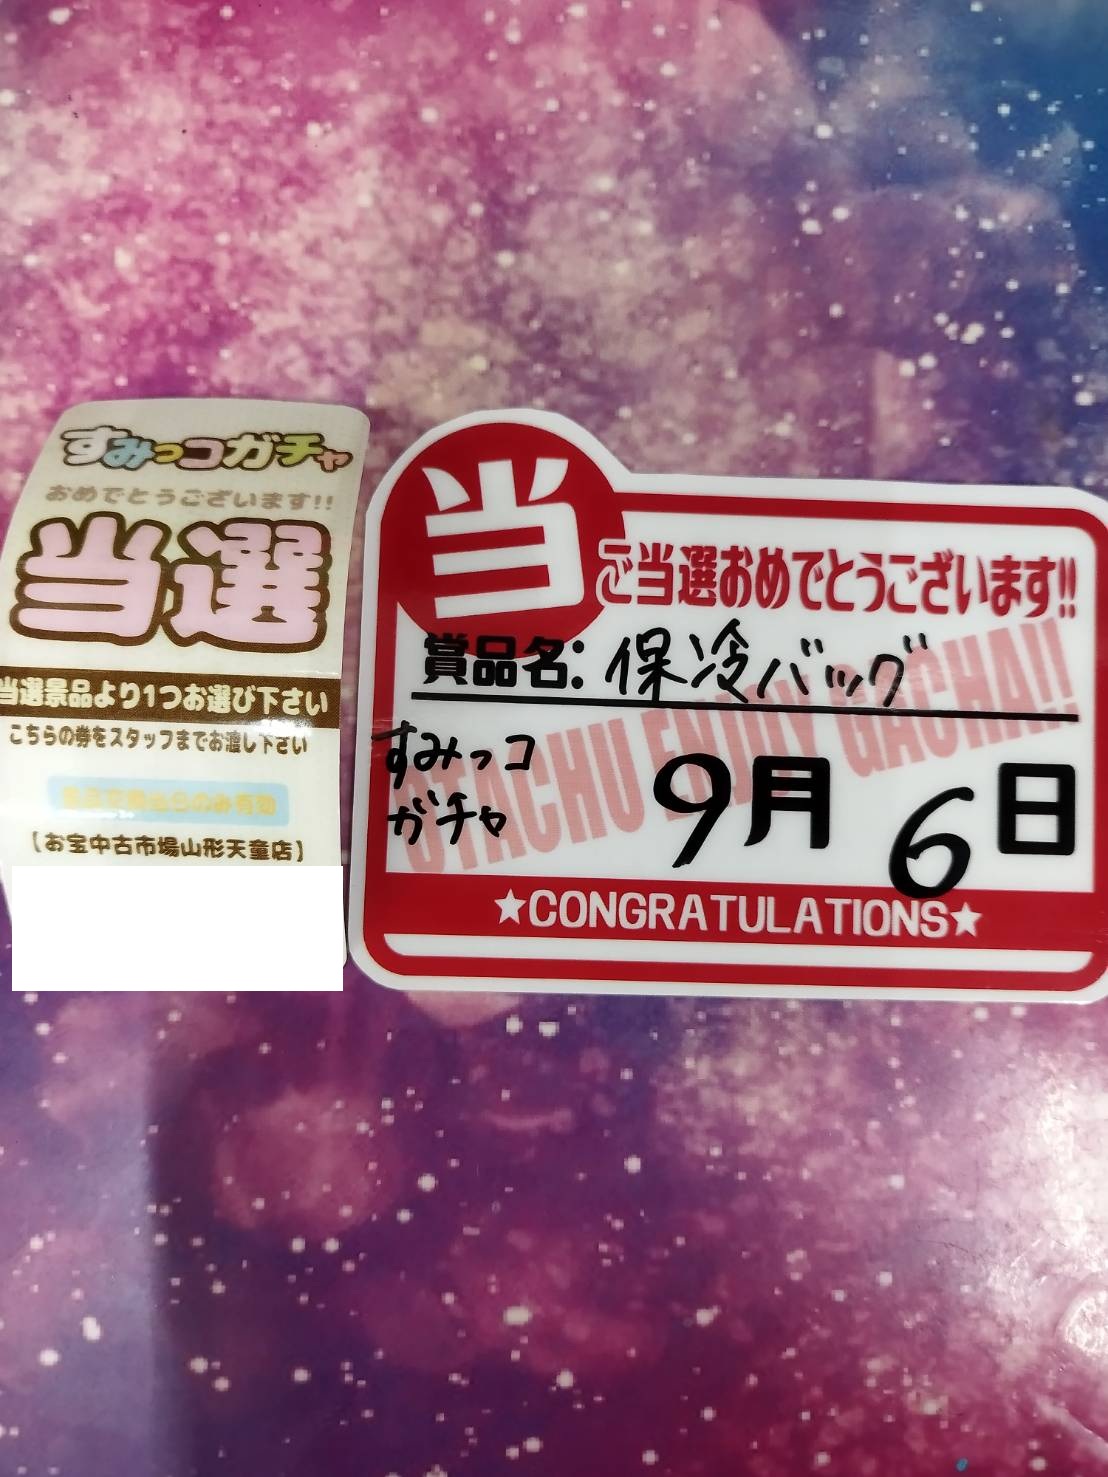 すみっコガチャ
おめでとうございます!!
当選
当選景品より1つお選び下さい
こちらの券をスタッフまでお渡し下さい
【お宝中古市場山形天童店】
当
ご当選おめでとうございます!!
賞品名:保冷バッグ
すみっコ
ガチャ
9月6日
OTACHU ENJOY GACHA!!
★CONGRATULATIONS★